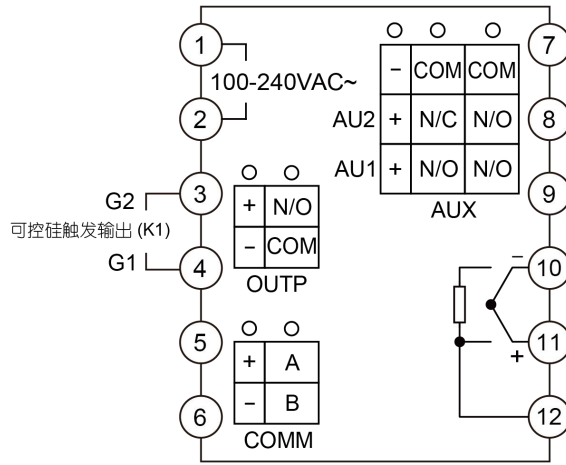 1
7
- COM COM
100-240VAC~
AU2 + N/C N/O
2
8
AU1 + N/O N/O
AUX
G2
3
+ N/O
9
可控硅触发输出 (K1)
G1
4
- COM
OUTP
10
-
5
+ A
11
+
6
- B
COMM
12